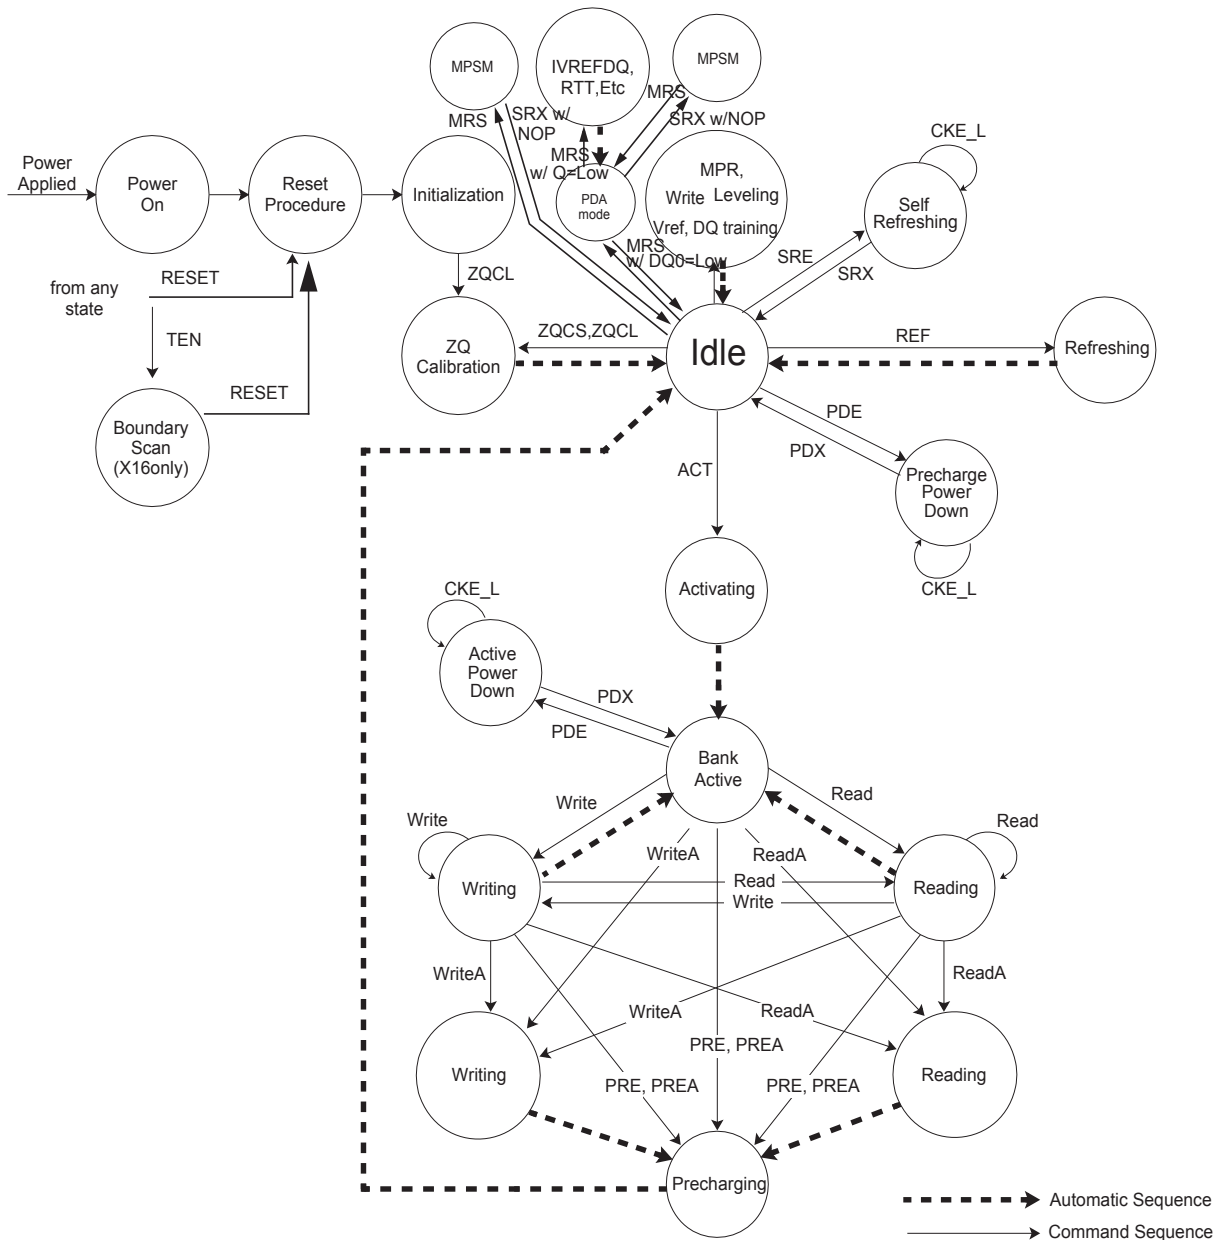 MPSM
IVREFDQ,
RTT,Etc
MPSM
MRS
SRX w/
NOP
MRS
SRX w/NOP
CKE_L
Power
Applied
Power
On
Reset
Procedure
Initialization
MRS
w/ Q=Low
PDA
mode
MPR,
Write Leveling
Vref, DQ training
Self
Refreshing
MRS
w/ DQ0=Low
SRE
SRX
from any
state
RESET
ZQCL
TEN
ZQ
Calibration
ZQCS,ZQCL
Idle
REF
Refreshing
RESET
Boundary
Scan
(X16only)
PDE
PDX
ACT
Precharge
Power
Down
CKE_L
Activating
CKE_L
Active
Power
Down
PDX
PDE
Bank
Active
Write
Read
Write
WriteA
ReadA
Read
Writing
Read
Write
Reading
WriteA
ReadA
WriteA
ReadA
PRE, PREA
Writing
PRE, PREA
PRE, PREA
Reading
Precharging
Automatic Sequence
Command Sequence